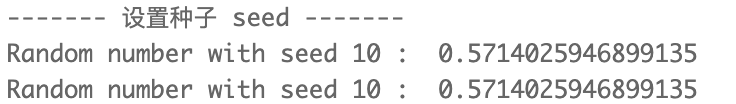 ------- 设置种子 seed -------
Random number with seed 10 :  0.5714025946899135
Random number with seed 10 :  0.5714025946899135